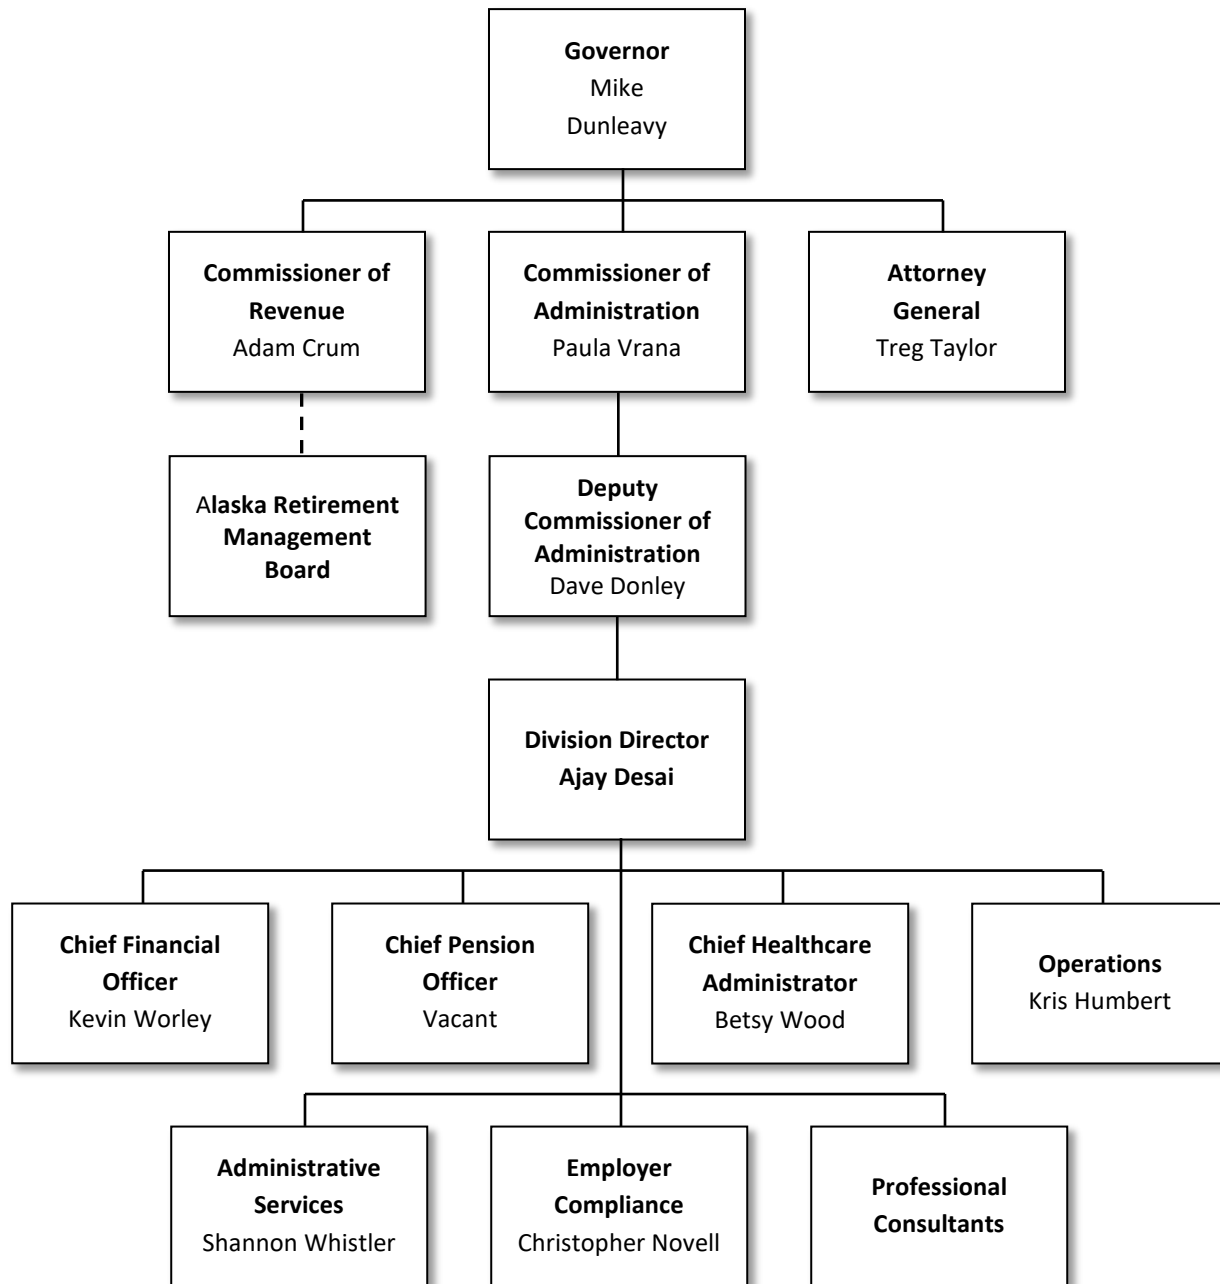 Governor
Mike
Dunleavy
Commissioner of
Revenue
Adam Crum
Commissioner of
Administration
Paula Vrana
Attorney
General
Treg Taylor
Alaska Retirement
Management
Board
Deputy
Commissioner of
Administration
Dave Donley
Division Director
Ajay Desai
Chief Financial
Officer
Kevin Worley
Chief Pension
Officer
Vacant
Chief Healthcare
Administrator
Betsy Wood
Operations
Kris Humbert
Administrative
Services
Shannon Whistler
Employer
Compliance
Christopher Novell
Professional
Consultants